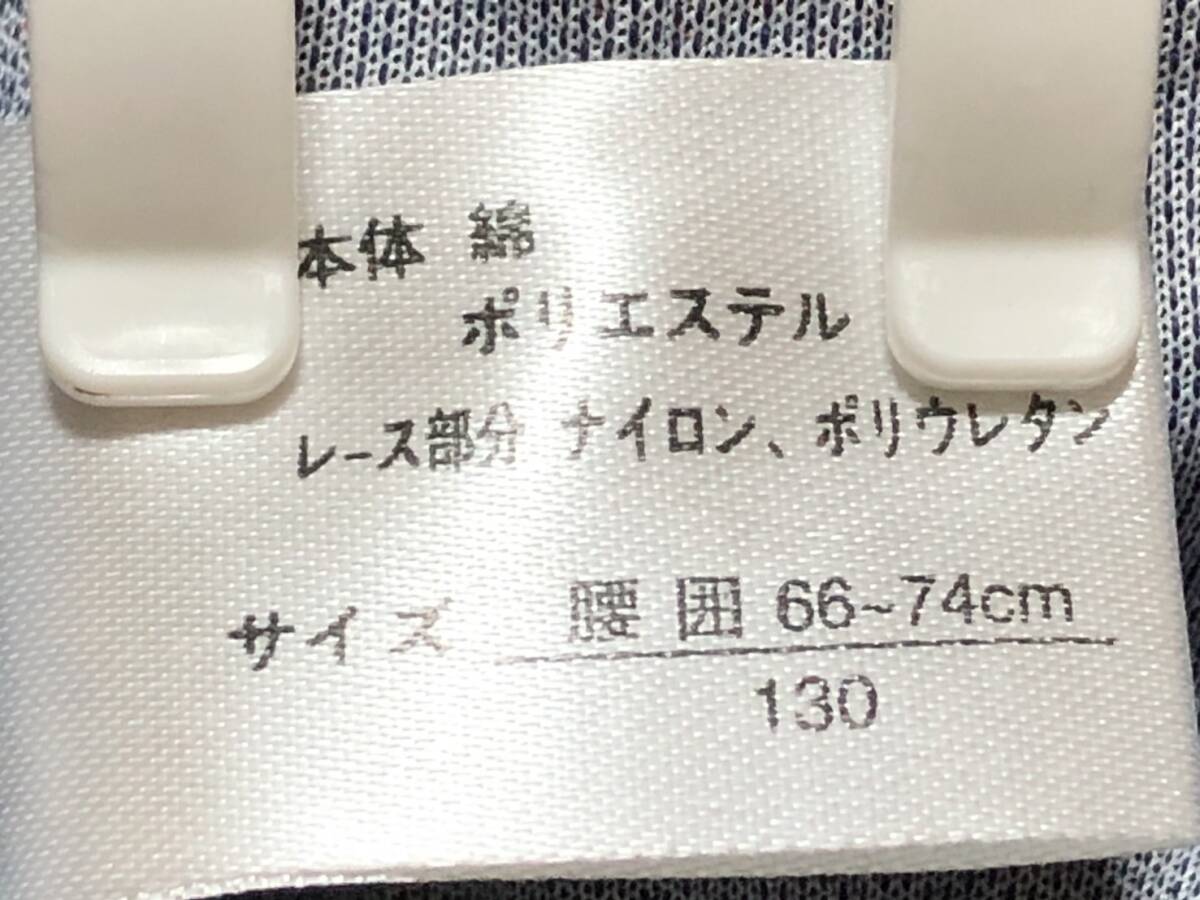 本体 綿
ポリエステル
レース部分 ナイロン、ポリウレタン
サイズ 腰囲 66~74cm
130